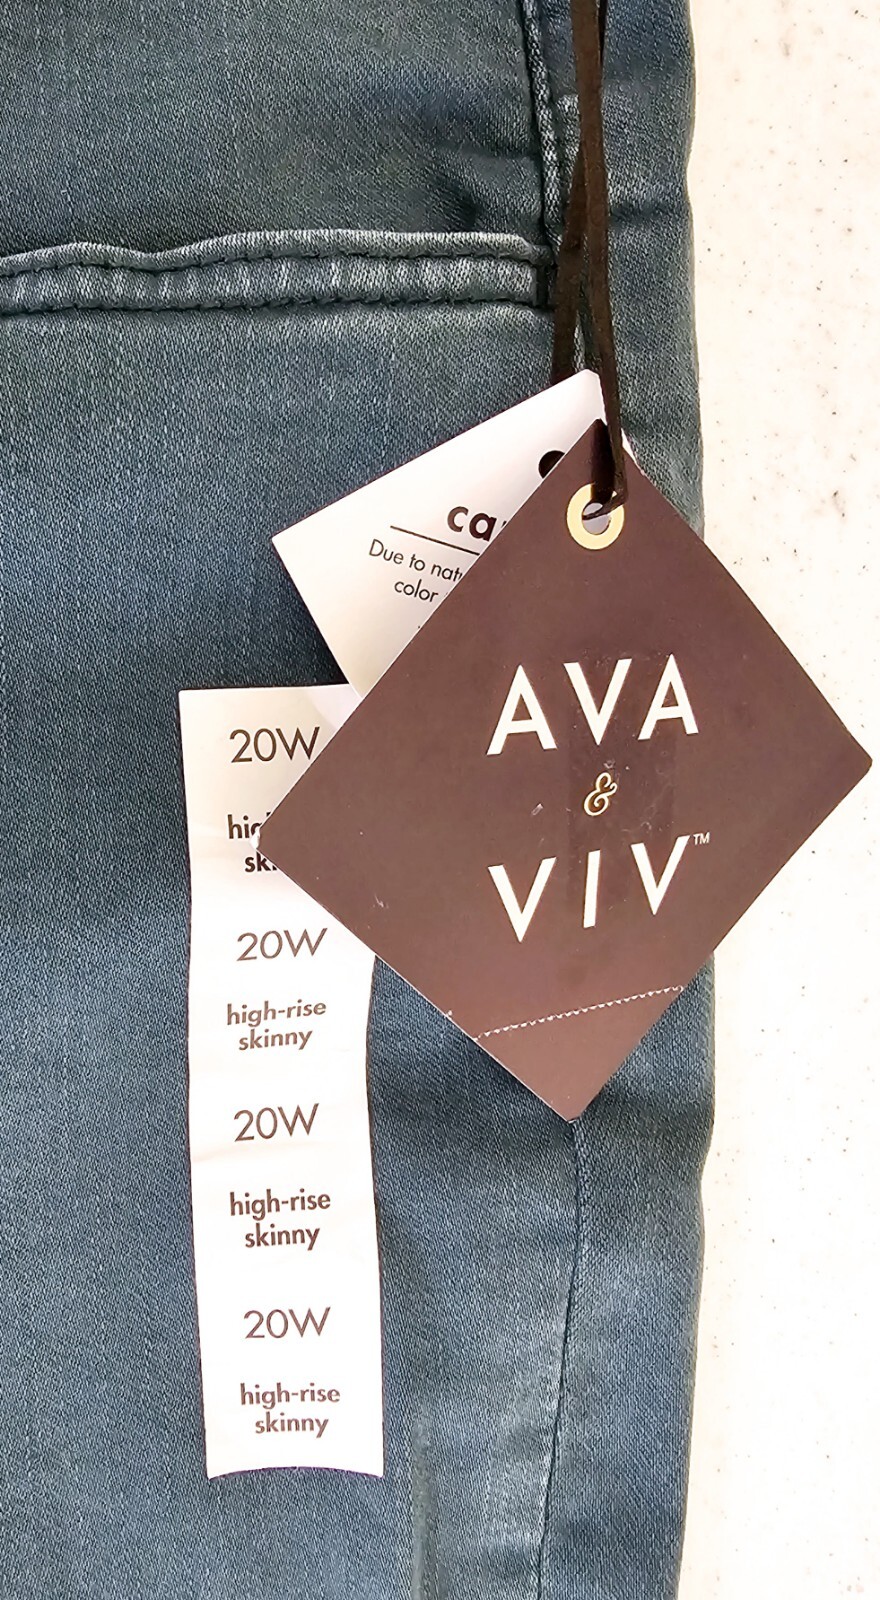 Due to
color
AVA
&
VIV™
20W
20W
high-rise
skinny
20W
high-rise
skinny
20W
high-rise
skinny